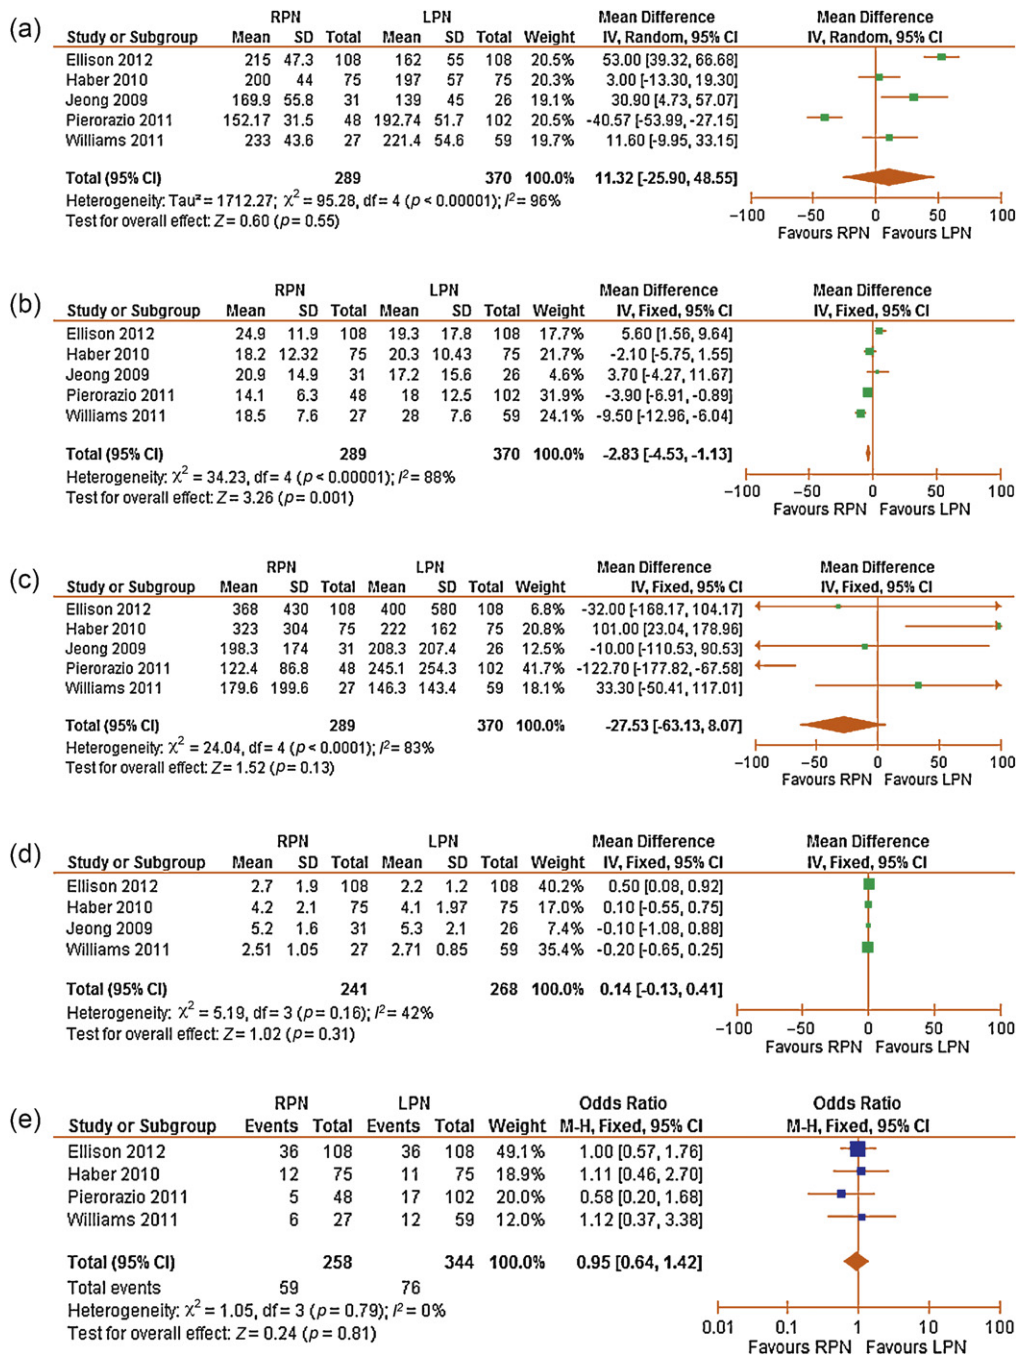 (a)
RPN LPN Mean Difference Mean Difference
Study or Subgroup Mean SD Total Mean SD Total Weight IV, Random, 95% CI IV, Random, 95% CI
Ellison 2012 215 47.3 108 162 55 108 20.5% 53.00 [39.32, 66.68]
Haber 2010 200 44 75 197 57 75 20.3% 3.00 [-13.30, 19.30]
Jeong 2009 169.9 55.8 31 139 45 26 19.1% 30.90 [4.73, 57.07]
Pierorazio 2011 152.17 31.5 48 192.74 51.7 102 20.5% -40.57 [-53.99, -27.15]
Williams 2011 233 43.6 27 221.4 54.6 59 19.7% 11.60 [-9.95, 33.15]
Total (95% CI) 289 370 100.0% 11.32 [-25.90, 48.55]
Heterogeneity: Tau² = 1712.27; χ² = 95.28, df = 4 (p < 0.00001); I² = 96%
Test for overall effect: Z = 0.60 (p = 0.55)
−100 −50 0 50 100
Favours RPN Favours LPN
(b)
RPN LPN Mean Difference Mean Difference
Study or Subgroup Mean SD Total Mean SD Total Weight IV, Fixed, 95% CI IV, Fixed, 95% CI
Ellison 2012 24.9 11.9 108 19.3 17.8 108 17.7% 5.60 [1.56, 9.64]
Haber 2010 18.2 12.32 75 20.3 10.43 75 21.7% -2.10 [-5.75, 1.55]
Jeong 2009 20.9 14.9 31 17.2 15.6 26 4.6% 3.70 [-4.27, 11.67]
Pierorazio 2011 14.1 6.3 48 18 12.5 102 31.9% -3.90 [-6.91, -0.89]
Williams 2011 18.5 7.6 27 28 7.6 59 24.1% -9.50 [-12.96, -6.04]
Total (95% CI) 289 370 100.0% -2.83 [-4.53, -1.13]
Heterogeneity: χ² = 34.23, df = 4 (p < 0.00001); I² = 88%
Test for overall effect: Z = 3.26 (p = 0.001)
−100 −50 0 50 100
Favours RPN Favours LPN
(c)
RPN LPN Mean Difference Mean Difference
Study or Subgroup Mean SD Total Mean SD Total Weight IV, Fixed, 95% CI IV, Fixed, 95% CI
Ellison 2012 368 430 108 400 580 108 6.8% -32.00 [-168.17, 104.17]
Haber 2010 323 304 75 222 162 75 20.8% 101.00 [23.04, 178.96]
Jeong 2009 198.3 174 31 208.3 207.4 26 12.5% -10.00 [-110.53, 90.53]
Pierorazio 2011 122.4 86.8 48 245.1 254.3 102 41.7% -122.70 [-177.82, -67.58]
Williams 2011 179.6 199.6 27 146.3 143.4 59 18.1% 33.30 [-50.41, 117.01]
Total (95% CI) 289 370 100.0% -27.53 [-63.13, 8.07]
Heterogeneity: χ² = 24.04, df = 4 (p < 0.0001); I² = 83%
Test for overall effect: Z = 1.52 (p = 0.13)
−100 −50 0 50 100
Favours RPN Favours LPN
(d)
RPN LPN Mean Difference Mean Difference
Study or Subgroup Mean SD Total Mean SD Total Weight IV, Fixed, 95% CI IV, Fixed, 95% CI
Ellison 2012 2.7 1.9 108 2.2 1.2 108 40.2% 0.50 [0.08, 0.92]
Haber 2010 4.2 2.1 75 4.1 1.97 75 17.0% 0.10 [-0.55, 0.75]
Jeong 2009 5.2 1.6 31 5.3 2.1 26 7.4% -0.10 [-1.08, 0.88]
Williams 2011 2.51 1.05 27 2.71 0.85 59 35.4% -0.20 [-0.65, 0.25]
Total (95% CI) 241 268 100.0% 0.14 [-0.13, 0.41]
Heterogeneity: χ² = 5.19, df = 3 (p = 0.16); I² = 42%
Test for overall effect: Z = 1.02 (p = 0.31)
−100 −50 0 50 100
Favours RPN Favours LPN
(e)
RPN LPN Odds Ratio Odds Ratio
Study or Subgroup Events Total Events Total Weight M-H, Fixed, 95% CI M-H, Fixed, 95% CI
Ellison 2012 36 108 36 108 49.1% 1.00 [0.57, 1.76]
Haber 2010 12 75 11 75 18.9% 1.11 [0.46, 2.70]
Pierorazio 2011 5 48 17 102 20.0% 0.58 [0.20, 1.68]
Williams 2011 6 27 12 59 12.0% 1.12 [0.37, 3.38]
Total (95% CI) 258 344 100.0% 0.95 [0.64, 1.42]
Total events 59 76
Heterogeneity: χ² = 1.05, df = 3 (p = 0.79); I² = 0%
Test for overall effect: Z = 0.24 (p = 0.81)
0.01 0.1 1 10 100
Favours RPN Favours LPN